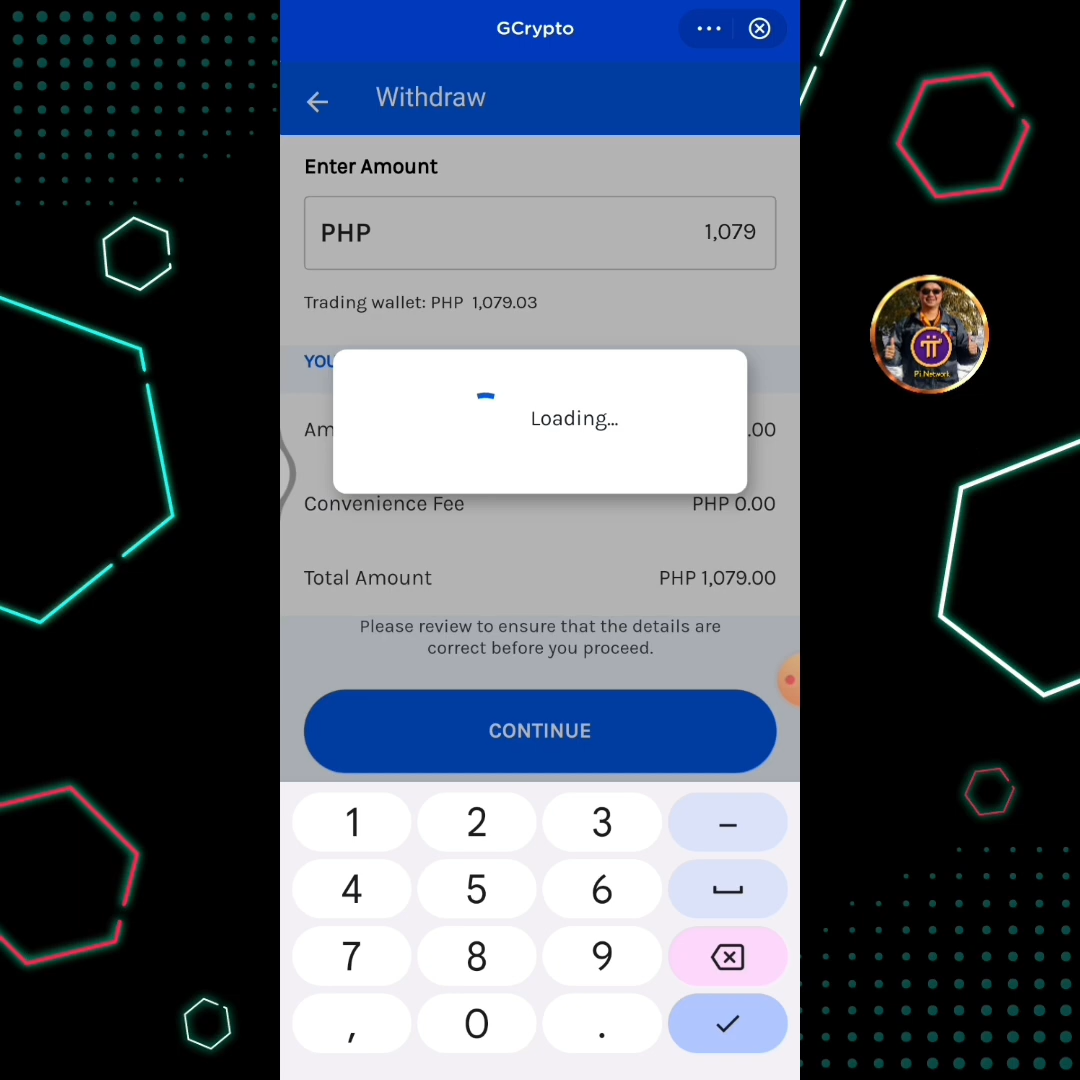 GCrypto
Withdraw
Enter Amount
PHP 1,079
Trading wallet: PHP 1,079.03
YOU
Loading...
Am .00
Convenience Fee PHP 0.00
Total Amount PHP 1,079.00
Please review to ensure that the details are
correct before you proceed.
CONTINUE
1 2 3 –
4 5 6
7 8 9
, 0 .
Pi Network